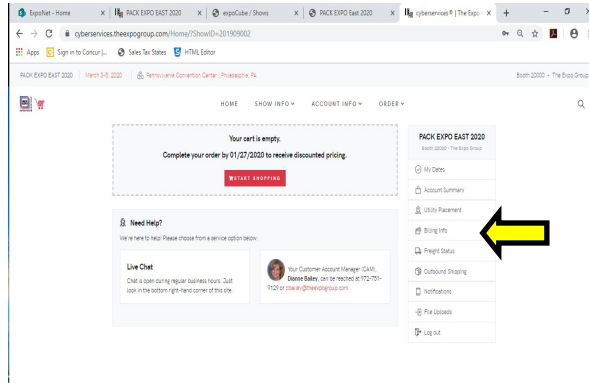 ExpoNet - Home
PACK EXPO EAST 2020
expoCube / Shows
PACK EXPO East 2020
cyberservices® | The Expo
cyberservices.theexpogroup.com/Home/?ShowID=201909002
Apps
Sign in to Concur |...
Sales Tax States
HTML Editor
PACK EXPO EAST 2020
March 3-5, 2020
Pennsylvania Convention Center | Philadelphia, PA
Booth 20000 - The Expo Group
HOME
SHOW INFO
ACCOUNT INFO
ORDER
Your cart is empty.
Complete your order by 01/27/2020 to receive discounted pricing.
START SHOPPING
Need Help?
We're here to help! Please choose from a service option below.
Live Chat
Chat is open during regular business hours. Just
look in the bottom right-hand corner of this site.
Your Customer Account Manager (CAM),
Dianne Bailey, can be reached at 972-751-
9129 or dbailey@theexpogroup.com
PACK EXPO EAST 2020
Booth 20000 - The Expo Group
My Dates
Account Summary
Utility Placement
Billing Info
Freight Status
Outbound Shipping
Notifications
File Uploads
Log out